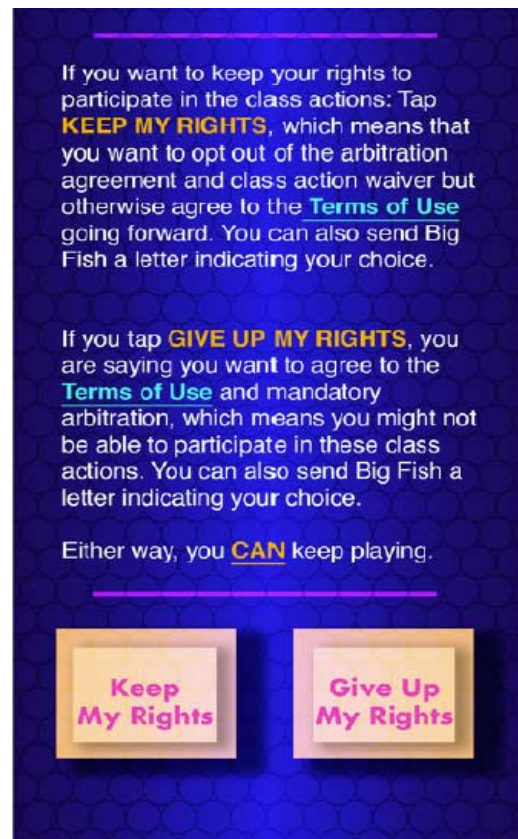 If you want to keep your rights to
participate in the class actions: Tap
KEEP MY RIGHTS, which means that
you want to opt out of the arbitration
agreement and class action waiver but
otherwise agree to the Terms of Use
going forward. You can also send Big
Fish a letter indicating your choice.
If you tap GIVE UP MY RIGHTS, you
are saying you want to agree to the
Terms of Use and mandatory
arbitration, which means you might not
be able to participate in these class
actions. You can also send Big Fish a
letter indicating your choice.
Either way, you CAN keep playing.
Keep
My Rights
Give Up
My Rights